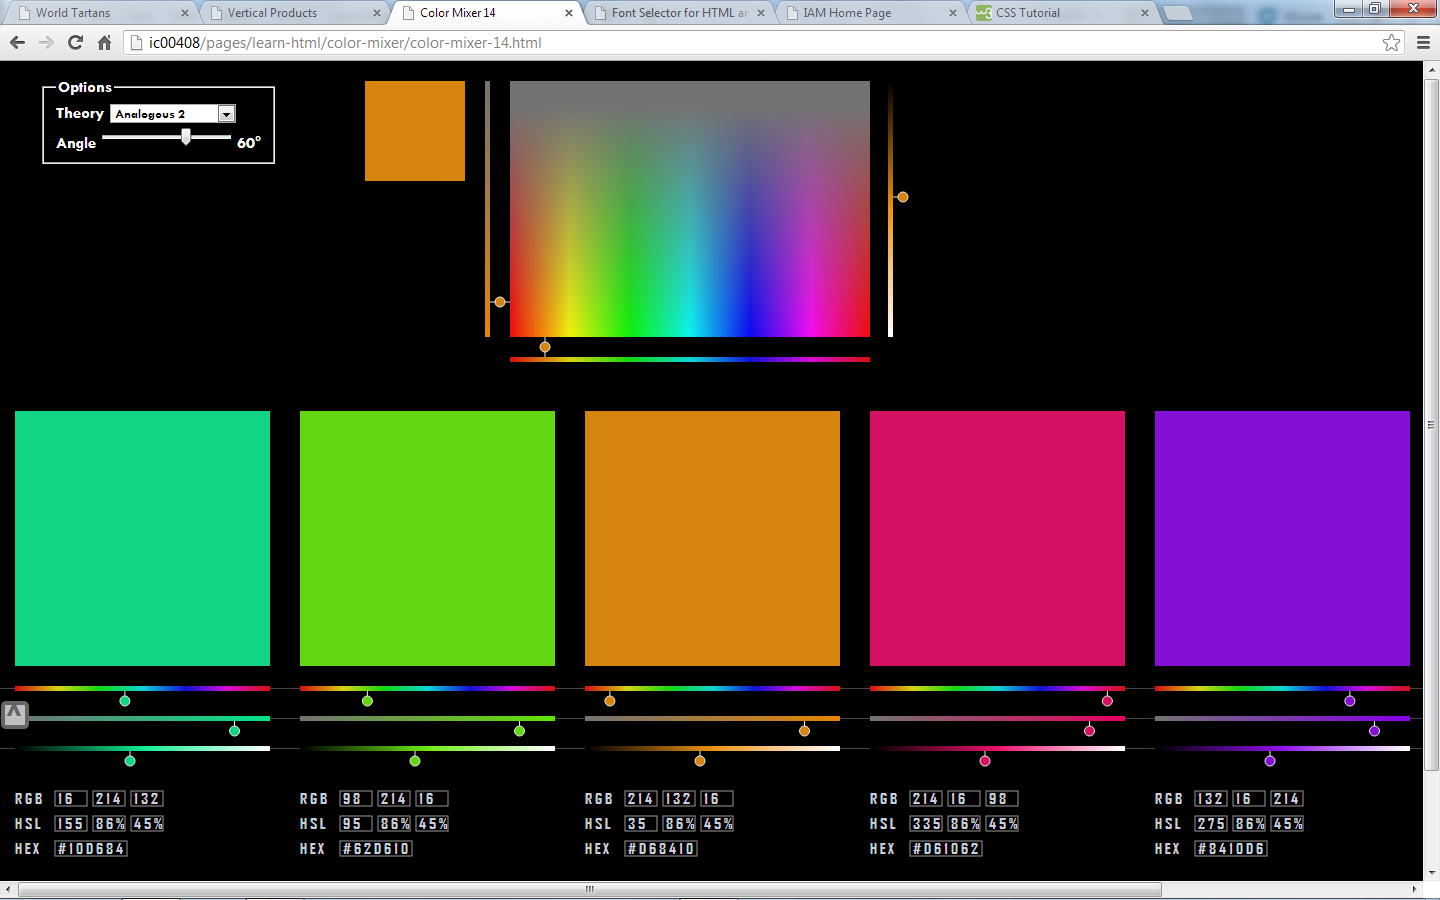 World Tartans
Vertical Products
Color Mixer 14
Font Selector for HTML an
IAM Home Page
CSS Tutorial
ic00408/pages/learn-html/color-mixer/color-mixer-14.html
Options
Theory Analogous 2
Angle 60°
RGB 16 214 132
HSL 155 86% 45%
HEX #10D684
RGB 98 214 16
HSL 95 86% 45%
HEX #62D610
RGB 214 132 16
HSL 35 86% 45%
HEX #D68410
RGB 214 16 98
HSL 335 86% 45%
HEX #D61062
RGB 132 16 214
HSL 275 86% 45%
HEX #8410D6